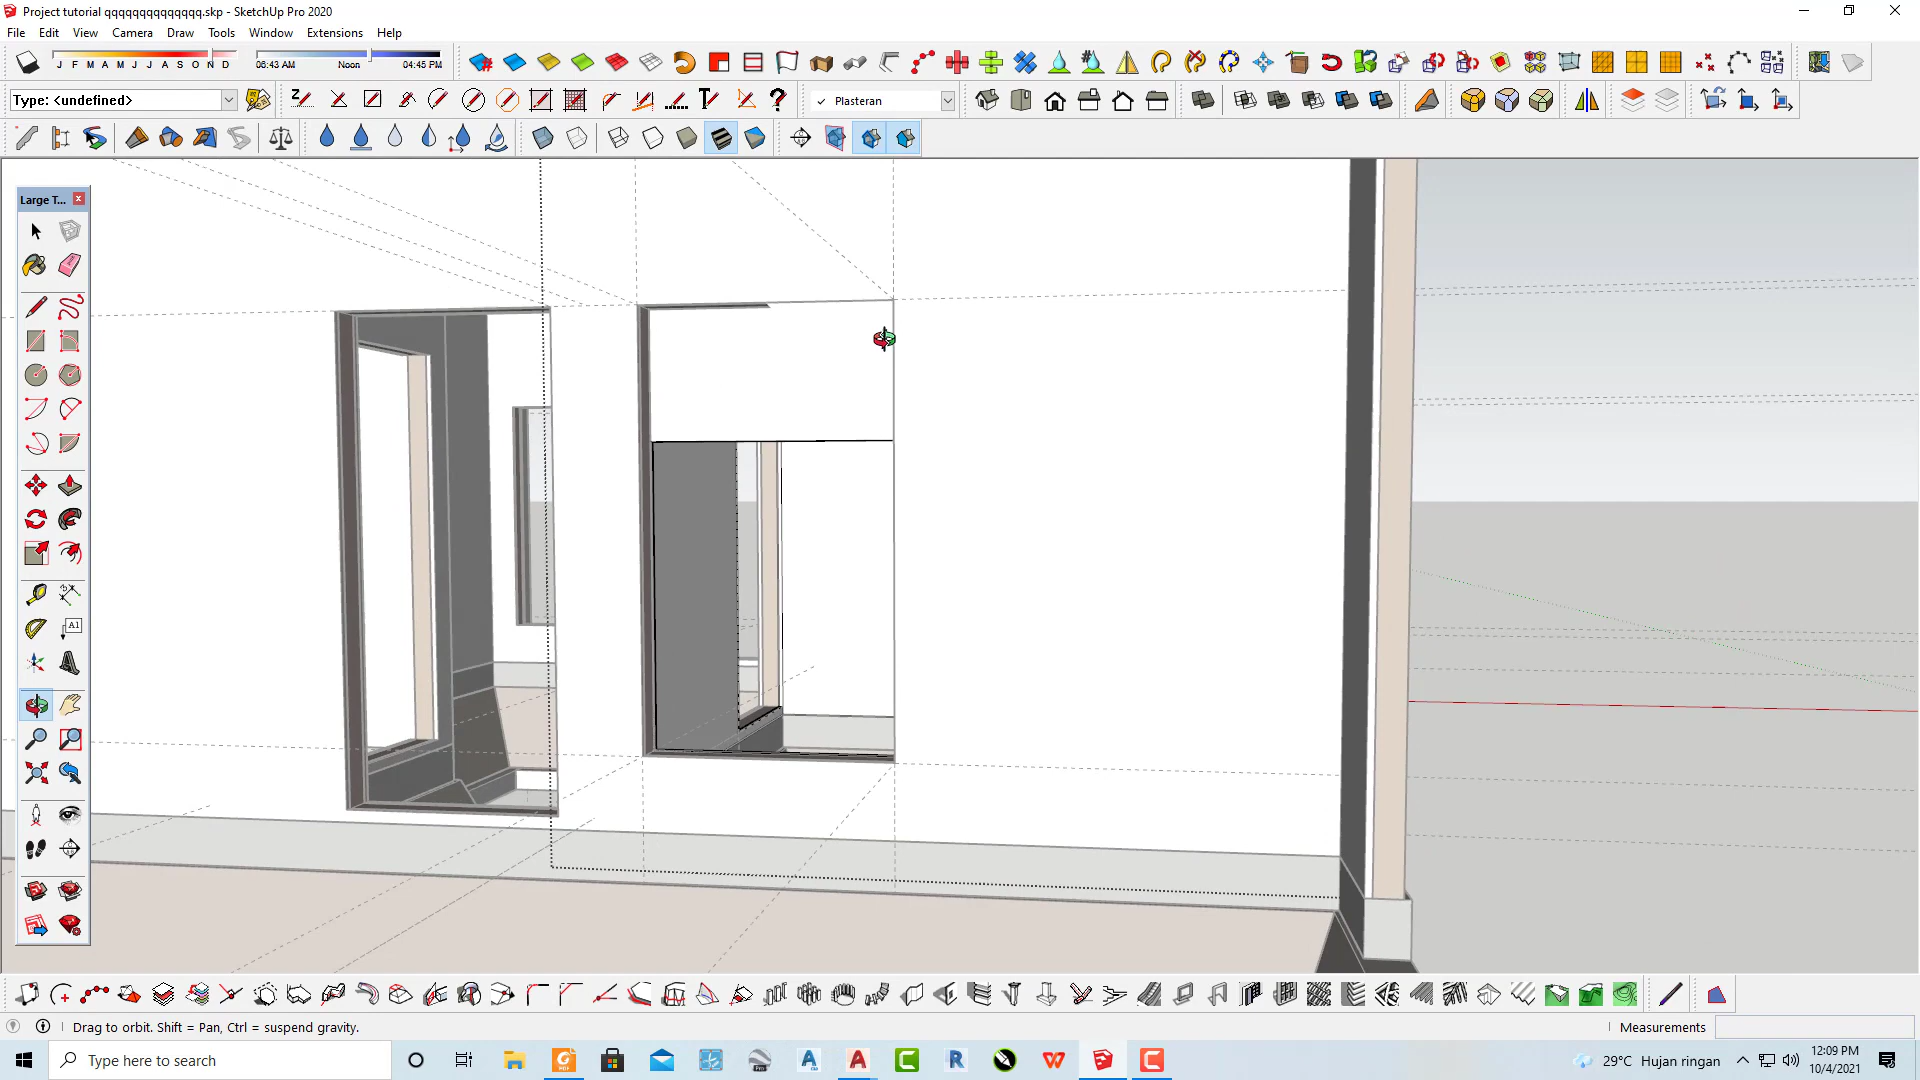 Project tutorial qqqqqqqqqqqqqq.skp - SketchUp Pro 2020
File Edit View Camera Draw Tools Window Extensions Help
J F M A M J J A S O N D 06:43 AM Noon 04:45 PM
Type: <undefined> Plasteran
Large T...
A1
Drag to orbit. Shift = Pan, Ctrl = suspend gravity.
Measurements
Type here to search
29°C Hujan ringan
12:09 PM
10/4/2021